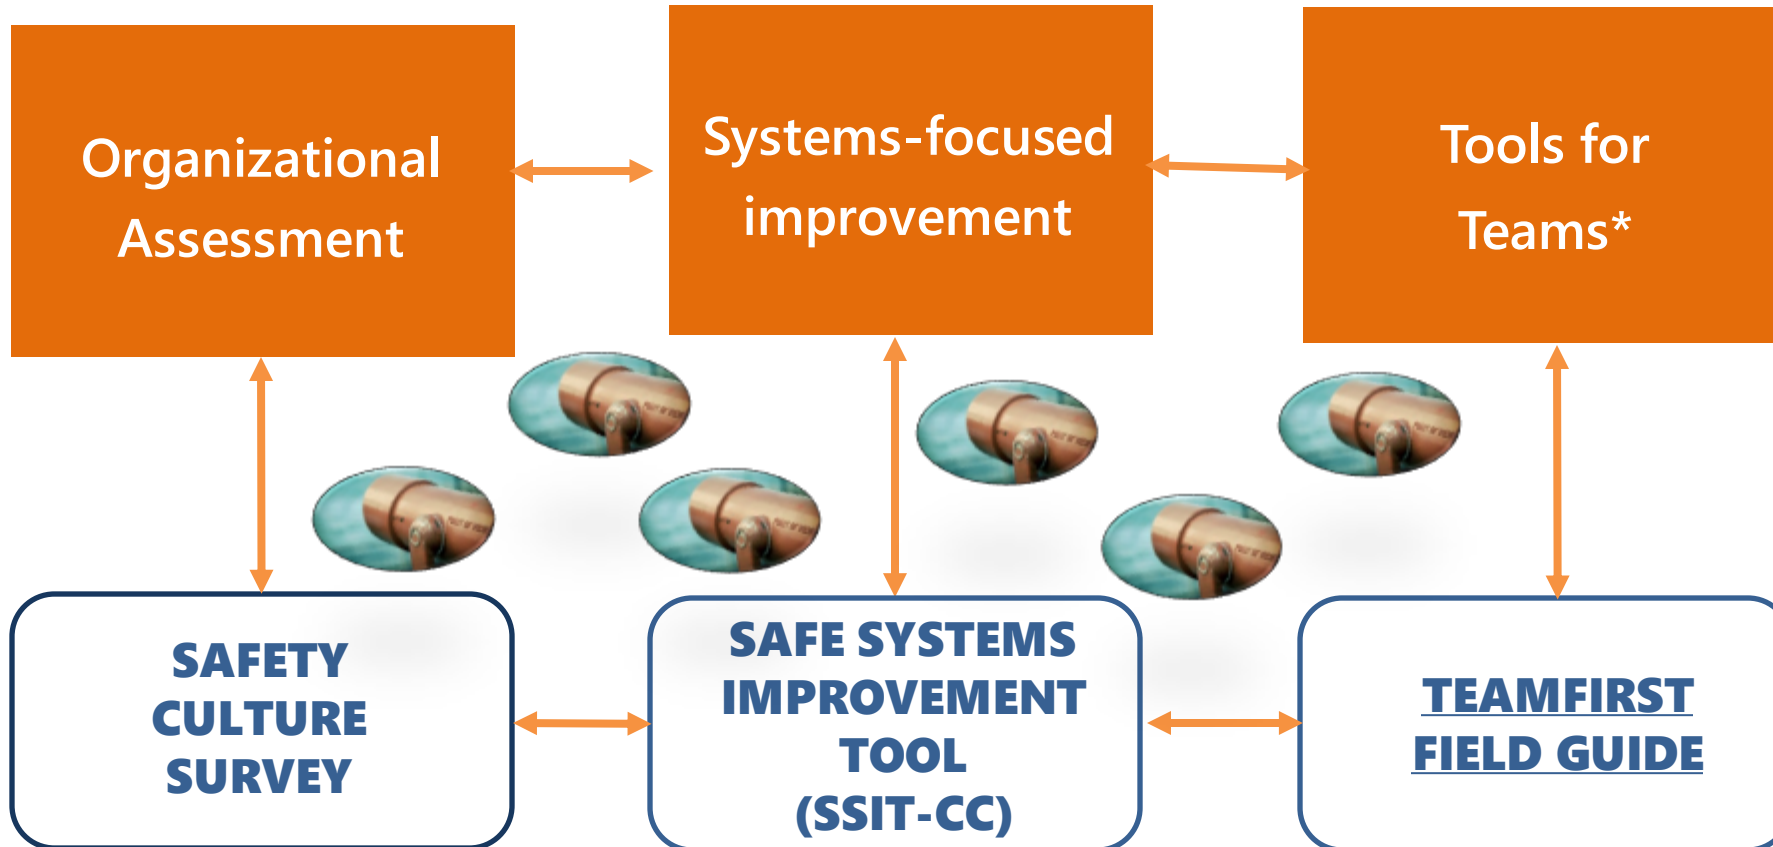 Organizational
Assessment
Systems-focused
improvement
Tools for
Teams*
SAFETY
CULTURE
SURVEY
SAFE SYSTEMS
IMPROVEMENT
TOOL
(SSIT-CC)
TEAMFIRST
FIELD GUIDE